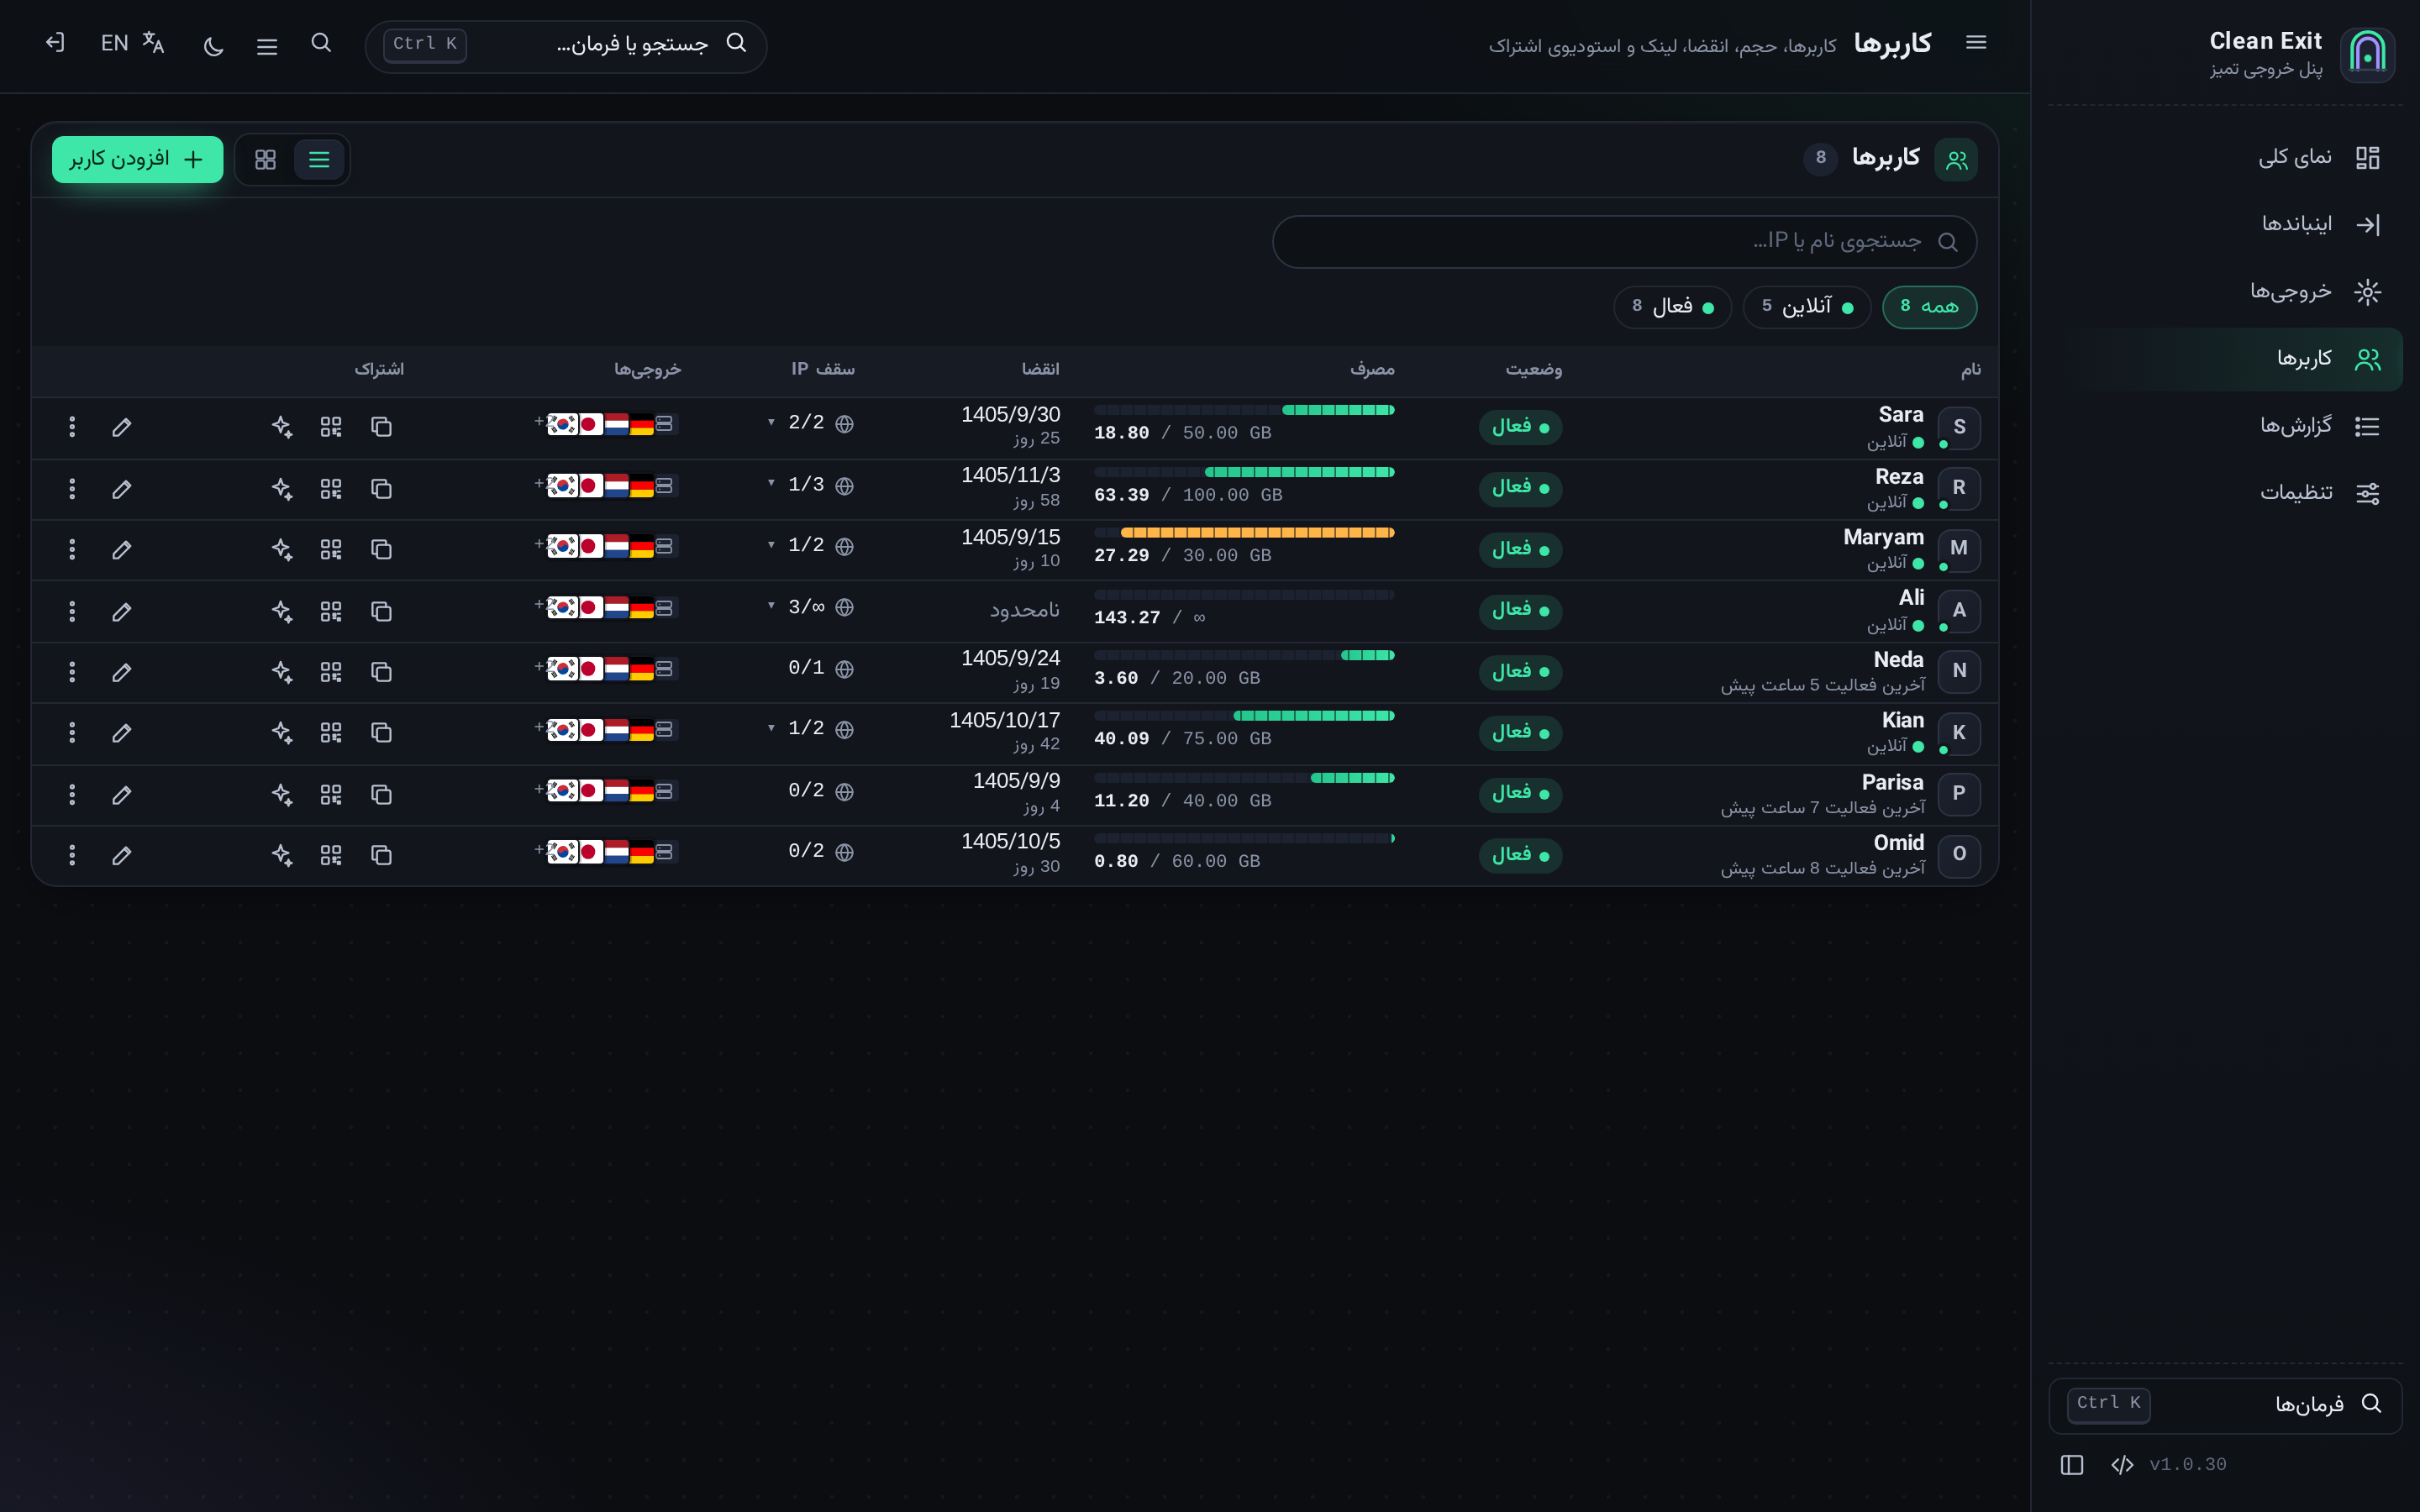 Clean Exit
پنل خروجی تمیز
نمای کلی
اینباندها
خروجی‌ها
کاربرها
گزارش‌ها
تنظیمات
فرمان‌ها
Ctrl K
v1.0.30
کاربرها
کاربرها، حجم، انقضا، لینک و استودیوی اشتراک
جستجو یا فرمان...
Ctrl K
EN
کاربرها 8
افزودن کاربر
جستجوی نام یا IP...
همه 8
آنلاین 5
فعال 8
نام وضعیت مصرف انقضا سقف IP خروجی‌ها اشتراک
S Sara فعال 1405/9/30 2/2
آنلاین 18.80 / 50.00 GB 25 روز
R Reza فعال 1405/11/3 1/3
آنلاین 63.39 / 100.00 GB 58 روز
M Maryam فعال 1405/9/15 1/2
آنلاین 27.29 / 30.00 GB 10 روز
A Ali فعال نامحدود 3/∞
آنلاین 143.27 / ∞
N Neda فعال 1405/9/24 0/1
آخرین فعالیت 5 ساعت پیش 3.60 / 20.00 GB 19 روز
K Kian فعال 1405/10/17 1/2
آنلاین 40.09 / 75.00 GB 42 روز
P Parisa فعال 1405/9/9 0/2
آخرین فعالیت 7 ساعت پیش 11.20 / 40.00 GB 4 روز
O Omid فعال 1405/10/5 0/2
آخرین فعالیت 8 ساعت پیش 0.80 / 60.00 GB 30 روز